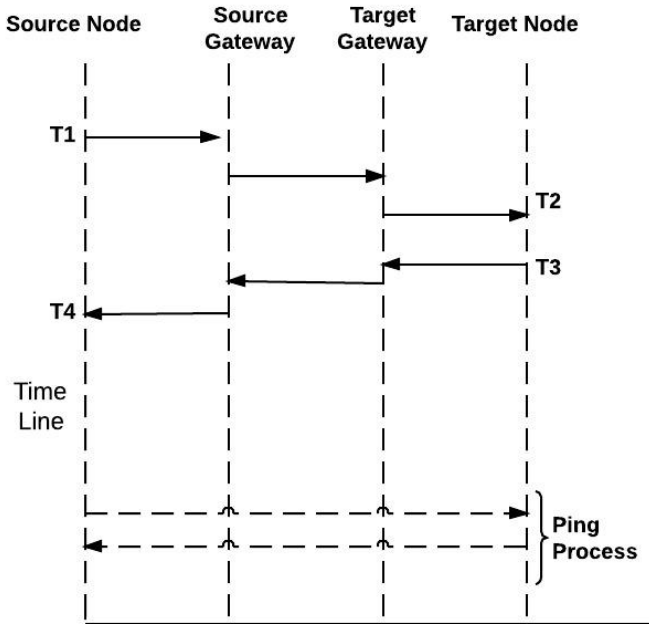 Source Node
Source
Gateway
Target
Gateway
Target Node
T1
T2
T3
T4
Time
Line
Ping
Process